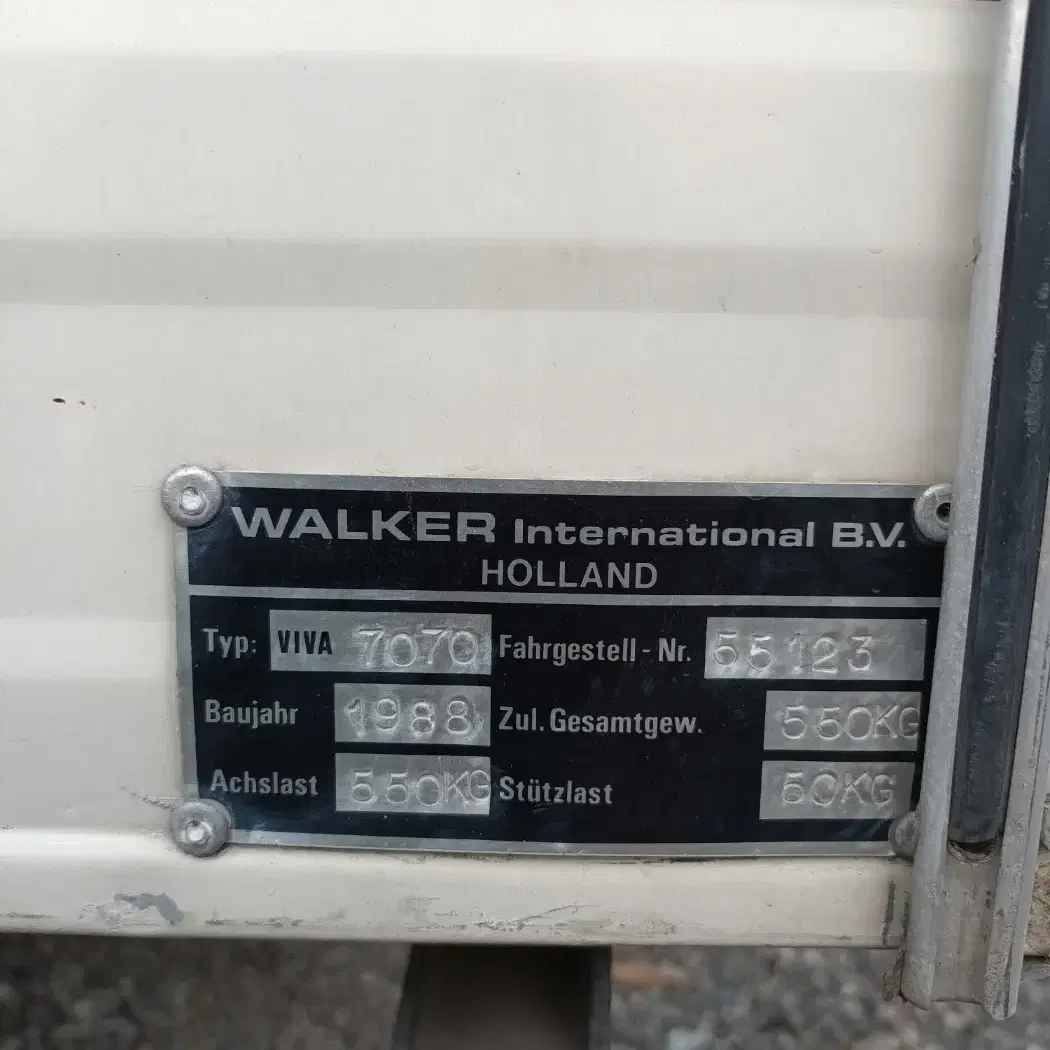 WALKER International B.V.
HOLLAND
Typ: VIVA 7070 Fahrgestell - Nr. 55123
Baujahr 1988 Zul. Gesamtgew. 550KG
Achslast 550KG Stützlast 50KG